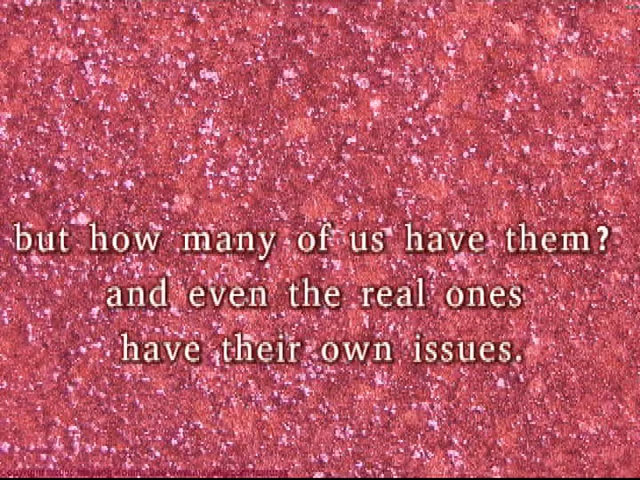 but how many of us have them?
and even the real ones
have their own issues.